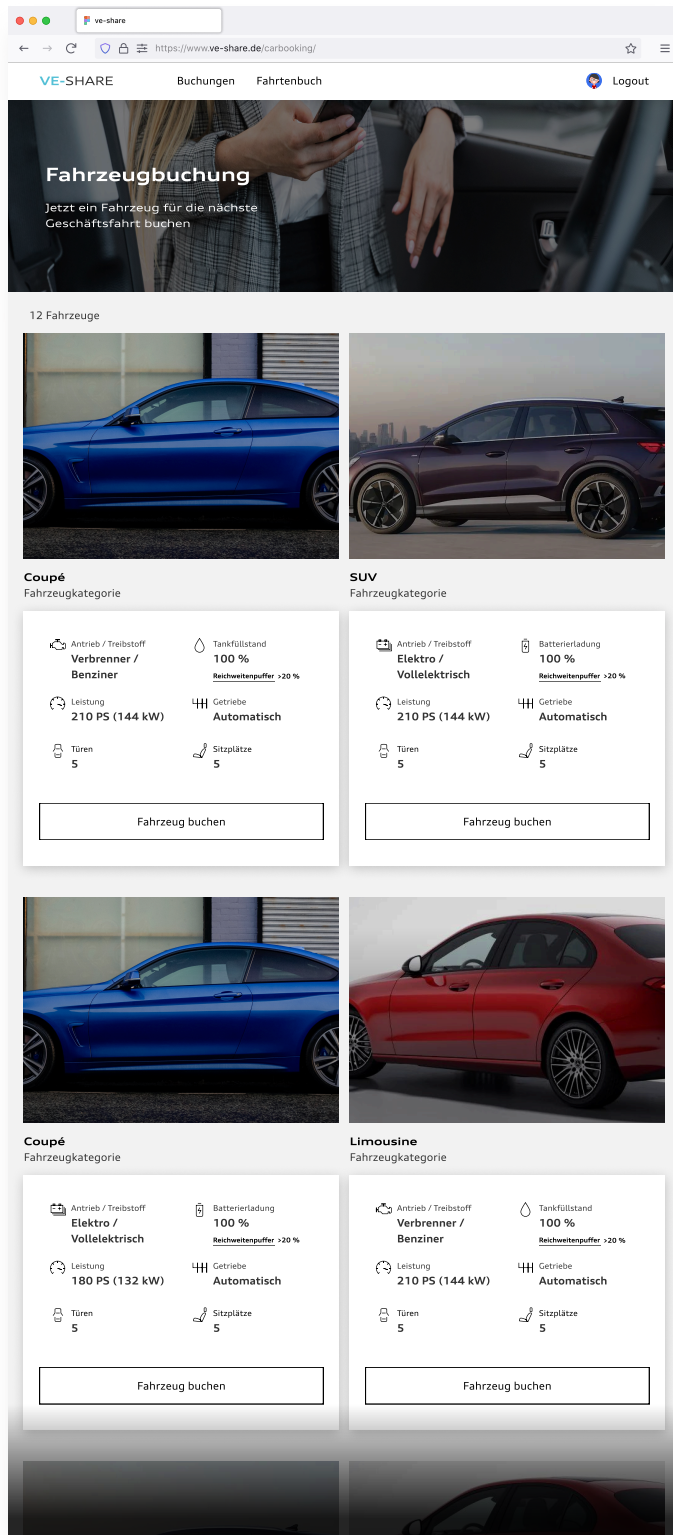 ve-share
https://www.ve-share.de/carbooking/
VE-SHARE
Buchungen
Fahrtenbuch
Logout
Fahrzeugbuchung
Jetzt ein Fahrzeug für die nächste
Geschäftsfahrt buchen
12 Fahrzeuge
Coupé
Fahrzeugkategorie
Antrieb / Treibstoff
Verbrenner /
Benziner
Tankfüllstand
100 %
Reichweitenpuffer >20 %
Leistung
210 PS (144 kW)
Getriebe
Automatisch
Türen
5
Sitzplätze
5
Fahrzeug buchen
SUV
Fahrzeugkategorie
Antrieb / Treibstoff
Elektro /
Vollelektrisch
Batterieladung
100 %
Reichweitenpuffer >20 %
Leistung
210 PS (144 kW)
Getriebe
Automatisch
Türen
5
Sitzplätze
5
Fahrzeug buchen
Coupé
Fahrzeugkategorie
Antrieb / Treibstoff
Elektro /
Vollelektrisch
Batterieladung
100 %
Reichweitenpuffer >20 %
Leistung
180 PS (132 kW)
Getriebe
Automatisch
Türen
5
Sitzplätze
5
Fahrzeug buchen
Limousine
Fahrzeugkategorie
Antrieb / Treibstoff
Verbrenner /
Benziner
Tankfüllstand
100 %
Reichweitenpuffer >20 %
Leistung
210 PS (144 kW)
Getriebe
Automatisch
Türen
5
Sitzplätze
5
Fahrzeug buchen